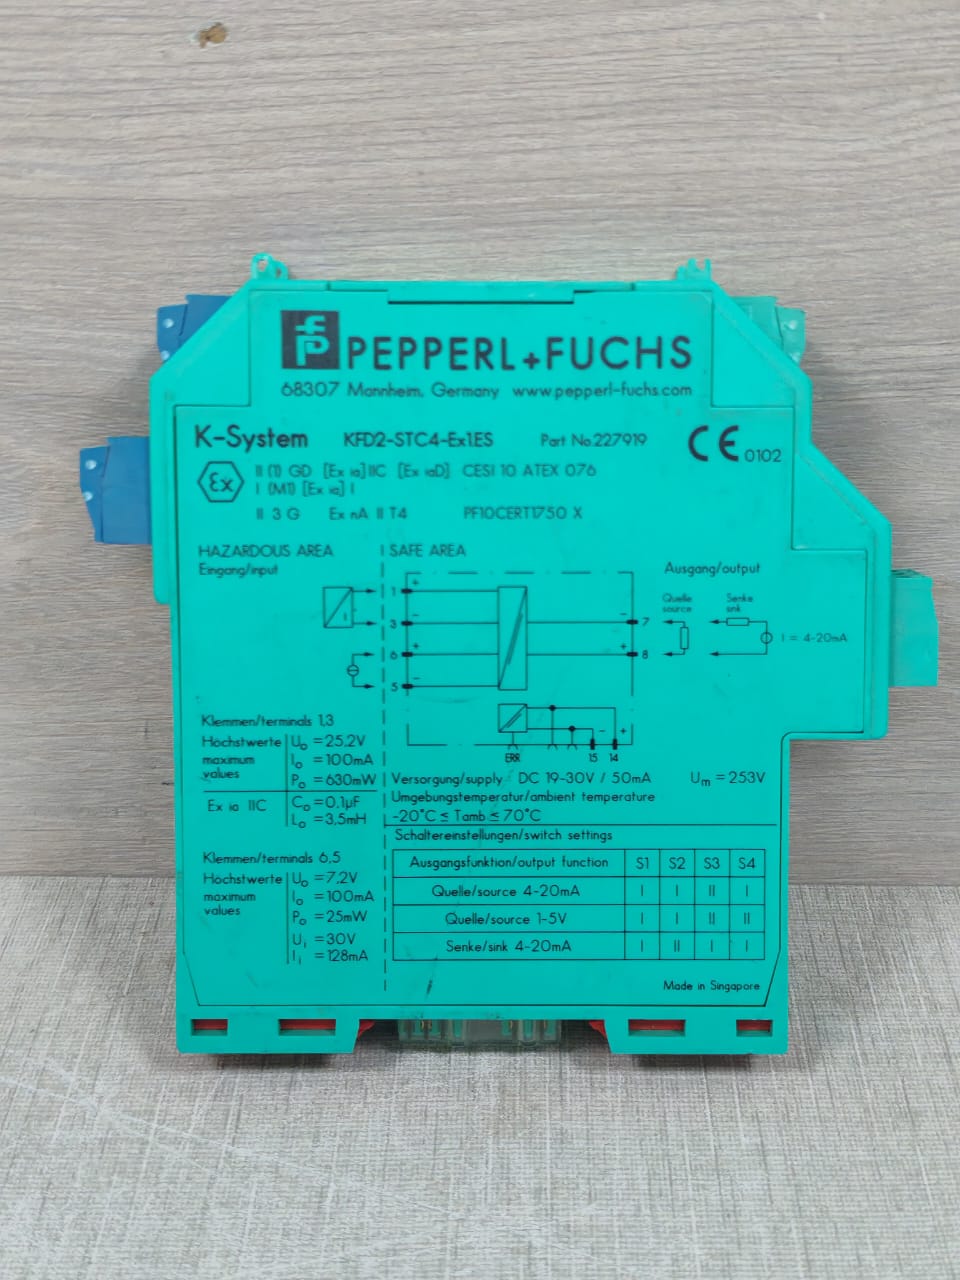 PEPPERL+FUCHS
68307 Mannheim, Germany www.pepperl-fuchs.com
K-System KFD2-STC4-Ex1.ES Part No.227919 CE 0102
Ex II (1) GD [Ex ia] IIC [Ex iaD] CESI 10 ATEX 076
I (M1) [Ex ia] I
II 3 G Ex nA II T4 PF10CERT1750 X
HAZARDOUS AREA SAFE AREA
Eingang/input
Ausgang/output
Quelle Senke
source sink
1 +
I
3 −
− 7
I = 4-20mA
6 +
+ 8
5 −
Klemmen/terminals 1,3
Höchstwerte Uo = 25,2V
maximum Io = 100mA
values Po = 630mW
Ex ia IIC Co = 0,1µF
Lo = 3,5mH
− +
ERR 15 14
Versorgung/supply DC 19-30V / 50mA Um = 253V
Umgebungstemperatur/ambient temperature
-20°C ≤ Tamb ≤ 70°C
Schaltereinstellungen/switch settings
Ausgangsfunktion/output function S1 S2 S3 S4
Quelle/source 4-20mA I I II I
Quelle/source 1-5V I I II II
Senke/sink 4-20mA I II I I
Klemmen/terminals 6,5
Höchstwerte Uo = 7,2V
maximum Io = 100mA
values Po = 25mW
Ui = 30V
Ii = 128mA
Made in Singapore